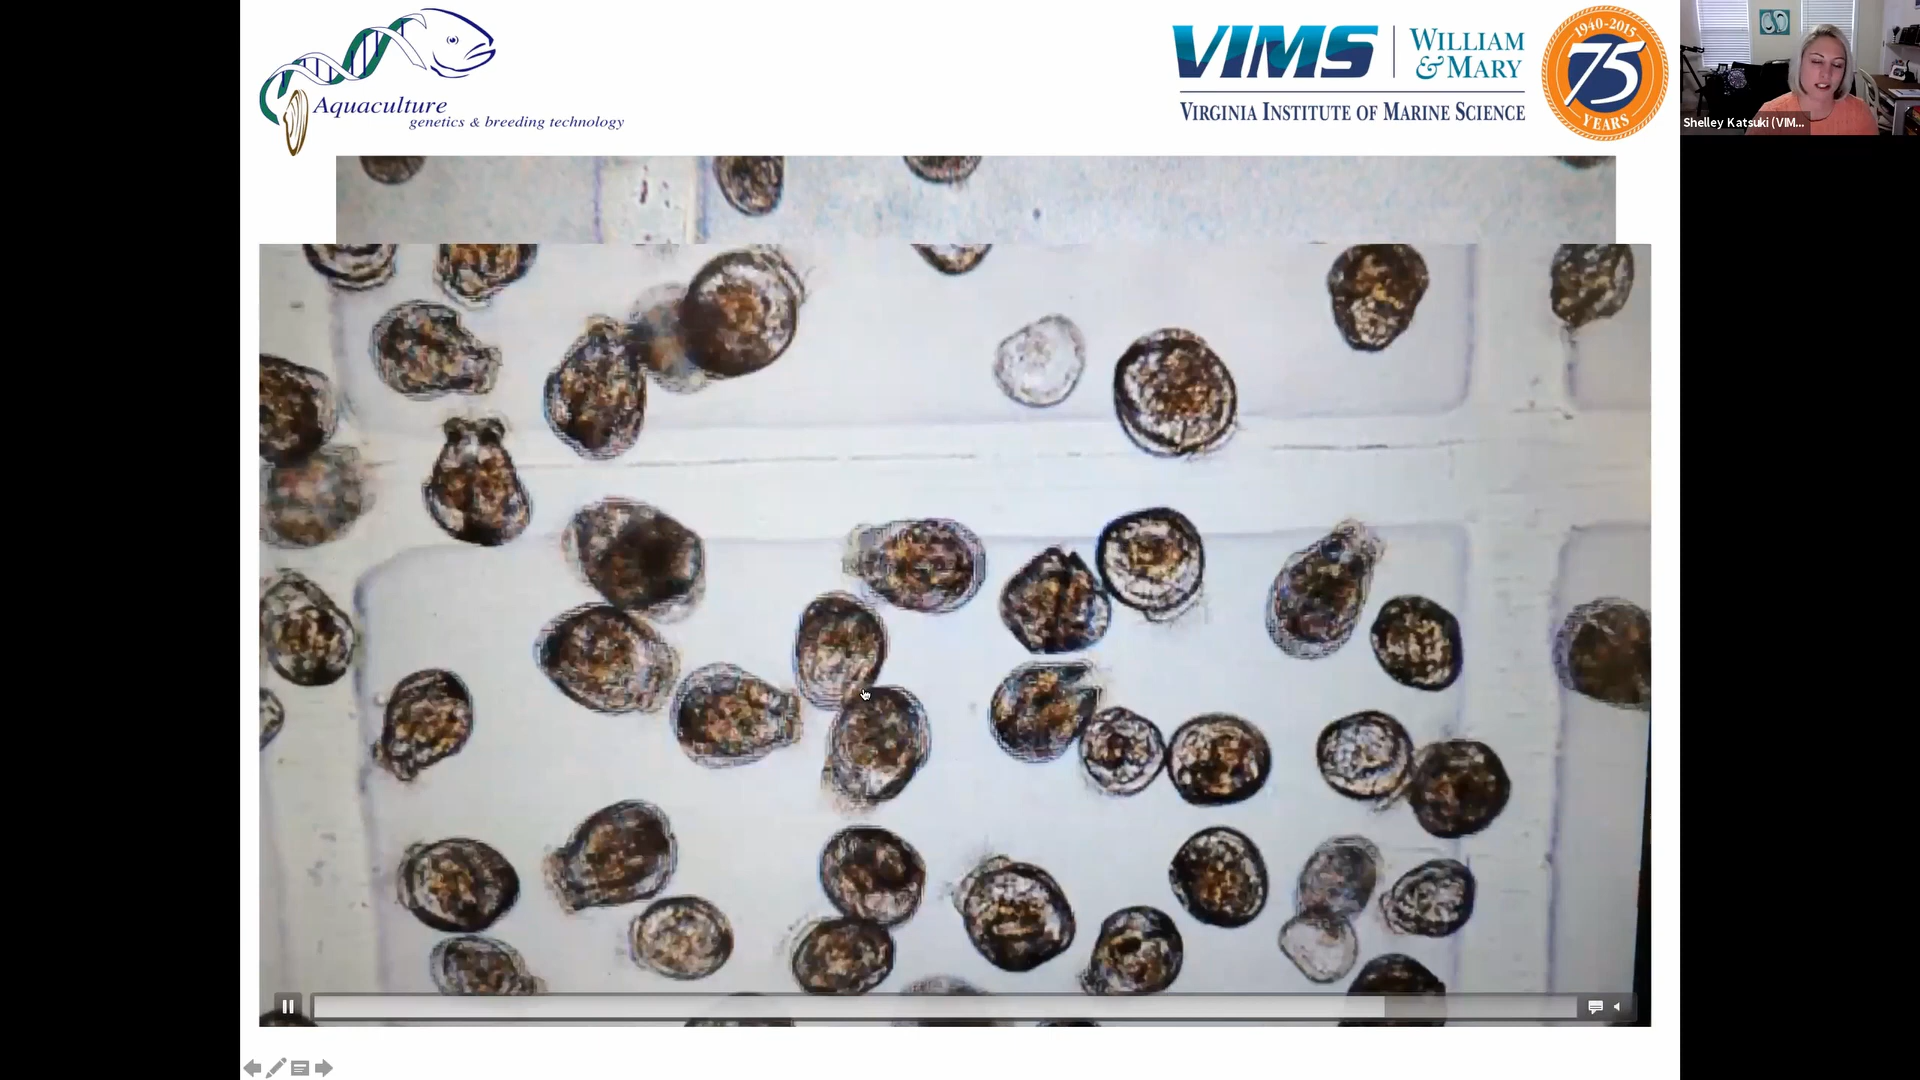 Aquaculture
genetics & breeding technology
VIMS
WILLIAM
& MARY
VIRGINIA INSTITUTE OF MARINE SCIENCE
1940-2015
75
YEARS
Shelley Katsuki (VIM...